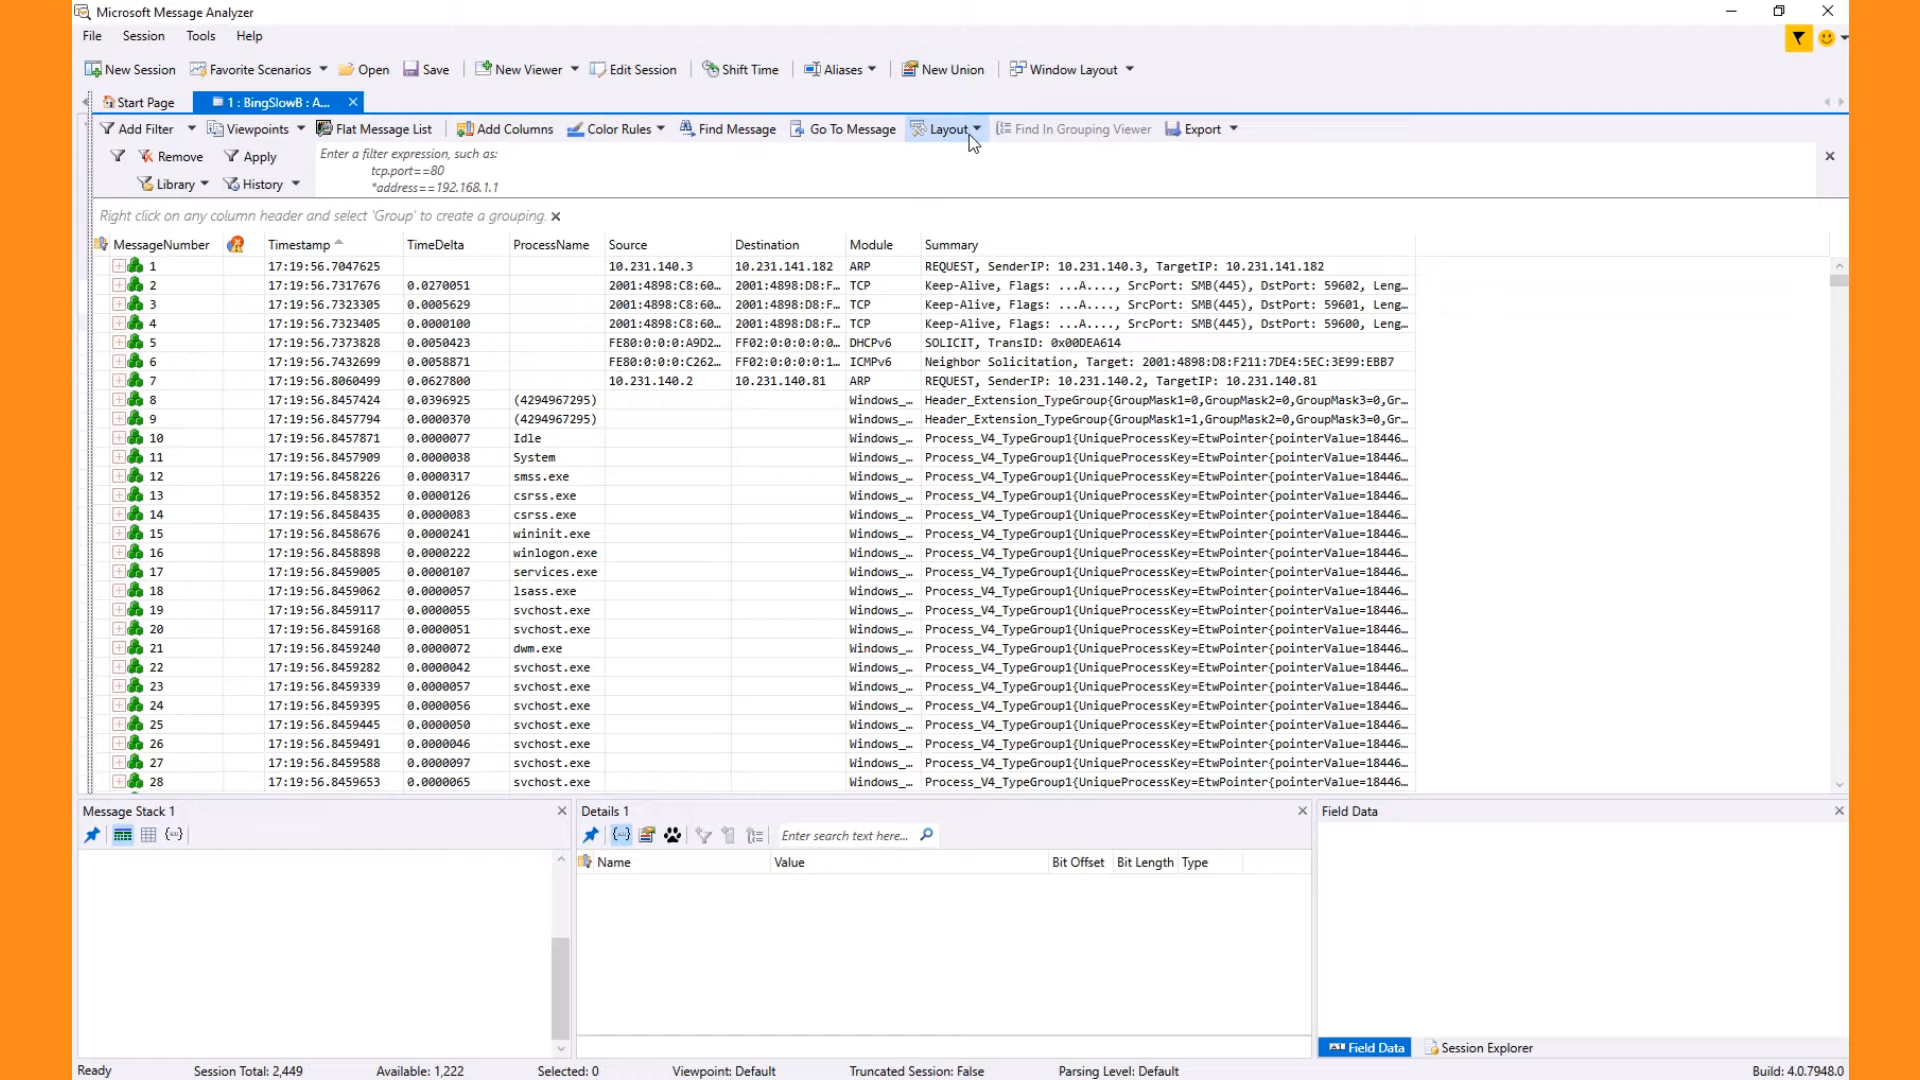 Microsoft Message Analyzer
File Session Tools Help
New Session Favorite Scenarios Open Save New Viewer Edit Session Shift Time Aliases New Union Window Layout
Start Page 1 : BingSlowB : A...
Add Filter Viewpoints Flat Message List Add Columns Color Rules Find Message Go To Message Layout Find In Grouping Viewer Export
Remove Apply
Library History
Enter a filter expression, such as:
tcp.port==80
*address==192.168.1.1
Right click on any column header and select 'Group' to create a grouping.
MessageNumber Timestamp TimeDelta ProcessName Source Destination Module Summary
1 17:19:56.7047625 10.231.140.3 10.231.141.182 ARP REQUEST, SenderIP: 10.231.140.3, TargetIP: 10.231.141.182
2 17:19:56.7317676 0.0270051 2001:4898:C8:60... 2001:4898:D8:F... TCP Keep-Alive, Flags: ...A...., SrcPort: SMB(445), DstPort: 59602, Leng...
3 17:19:56.7323305 0.0005629 2001:4898:C8:60... 2001:4898:D8:F... TCP Keep-Alive, Flags: ...A...., SrcPort: SMB(445), DstPort: 59601, Leng...
4 17:19:56.7323405 0.0000100 2001:4898:C8:60... 2001:4898:D8:F... TCP Keep-Alive, Flags: ...A...., SrcPort: SMB(445), DstPort: 59600, Leng...
5 17:19:56.7373828 0.0050423 FE80:0:0:0:A9D2... FF02:0:0:0:0:0... DHCPv6 SOLICIT, TransID: 0x00DEA614
6 17:19:56.7432699 0.0058871 FE80:0:0:0:C262... FF02:0:0:0:0:1... ICMPv6 Neighbor Solicitation, Target: 2001:4898:D8:F211:7DE4:5EC:3E99:EBB7
7 17:19:56.8060499 0.0627800 10.231.140.2 10.231.140.81 ARP REQUEST, SenderIP: 10.231.140.2, TargetIP: 10.231.140.81
8 17:19:56.8457424 0.0396925 (4294967295) Windows_... Header_Extension_TypeGroup{GroupMask1=0,GroupMask2=0,GroupMask3=0,Gr...
9 17:19:56.8457794 0.0000370 (4294967295) Windows_... Header_Extension_TypeGroup{GroupMask1=1,GroupMask2=0,GroupMask3=0,Gr...
10 17:19:56.8457871 0.0000077 Idle Windows_... Process_V4_TypeGroup1{UniqueProcessKey=EtwPointer{pointerValue=18446...
11 17:19:56.8457909 0.0000038 System Windows_... Process_V4_TypeGroup1{UniqueProcessKey=EtwPointer{pointerValue=18446...
12 17:19:56.8458226 0.0000317 smss.exe Windows_... Process_V4_TypeGroup1{UniqueProcessKey=EtwPointer{pointerValue=18446...
13 17:19:56.8458352 0.0000126 csrss.exe Windows_... Process_V4_TypeGroup1{UniqueProcessKey=EtwPointer{pointerValue=18446...
14 17:19:56.8458435 0.0000083 csrss.exe Windows_... Process_V4_TypeGroup1{UniqueProcessKey=EtwPointer{pointerValue=18446...
15 17:19:56.8458676 0.0000241 wininit.exe Windows_... Process_V4_TypeGroup1{UniqueProcessKey=EtwPointer{pointerValue=18446...
16 17:19:56.8458898 0.0000222 winlogon.exe Windows_... Process_V4_TypeGroup1{UniqueProcessKey=EtwPointer{pointerValue=18446...
17 17:19:56.8459005 0.0000107 services.exe Windows_... Process_V4_TypeGroup1{UniqueProcessKey=EtwPointer{pointerValue=18446...
18 17:19:56.8459062 0.0000057 lsass.exe Windows_... Process_V4_TypeGroup1{UniqueProcessKey=EtwPointer{pointerValue=18446...
19 17:19:56.8459117 0.0000055 svchost.exe Windows_... Process_V4_TypeGroup1{UniqueProcessKey=EtwPointer{pointerValue=18446...
20 17:19:56.8459168 0.0000051 svchost.exe Windows_... Process_V4_TypeGroup1{UniqueProcessKey=EtwPointer{pointerValue=18446...
21 17:19:56.8459240 0.0000072 dwm.exe Windows_... Process_V4_TypeGroup1{UniqueProcessKey=EtwPointer{pointerValue=18446...
22 17:19:56.8459282 0.0000042 svchost.exe Windows_... Process_V4_TypeGroup1{UniqueProcessKey=EtwPointer{pointerValue=18446...
23 17:19:56.8459339 0.0000057 svchost.exe Windows_... Process_V4_TypeGroup1{UniqueProcessKey=EtwPointer{pointerValue=18446...
24 17:19:56.8459395 0.0000056 svchost.exe Windows_... Process_V4_TypeGroup1{UniqueProcessKey=EtwPointer{pointerValue=18446...
25 17:19:56.8459445 0.0000050 svchost.exe Windows_... Process_V4_TypeGroup1{UniqueProcessKey=EtwPointer{pointerValue=18446...
26 17:19:56.8459491 0.0000046 svchost.exe Windows_... Process_V4_TypeGroup1{UniqueProcessKey=EtwPointer{pointerValue=18446...
27 17:19:56.8459588 0.0000097 svchost.exe Windows_... Process_V4_TypeGroup1{UniqueProcessKey=EtwPointer{pointerValue=18446...
28 17:19:56.8459653 0.0000065 svchost.exe Windows_... Process_V4_TypeGroup1{UniqueProcessKey=EtwPointer{pointerValue=18446...
Message Stack 1 Details 1 Field Data
Enter search text here...
Name Value Bit Offset Bit Length Type
Field Data Session Explorer
Ready Session Total: 2,449 Available: 1,222 Selected: 0 Viewpoint: Default Truncated Session: False Parsing Level: Default Build: 4.0.7948.0